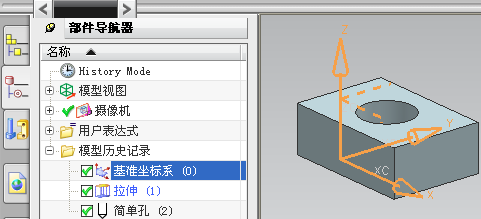 部件导航器
名称
History Mode
模型视图
摄像机
用户表达式
模型历史记录
基准坐标系 (0)
拉伸 (1)
简单孔 (2)
Z
Y
XC
X